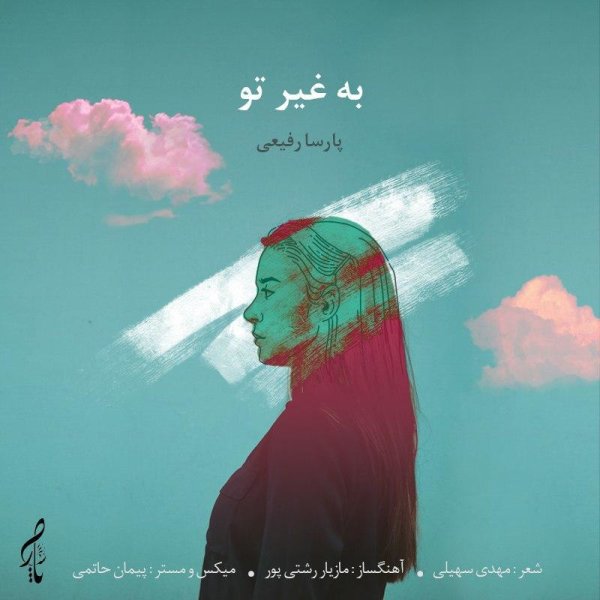 به غیر تو
پارسا رفیعی
شعر : مهدی سهیلی • آهنگساز : مازیار رشتی پور • میکس و مستر : پیمان حاتمی